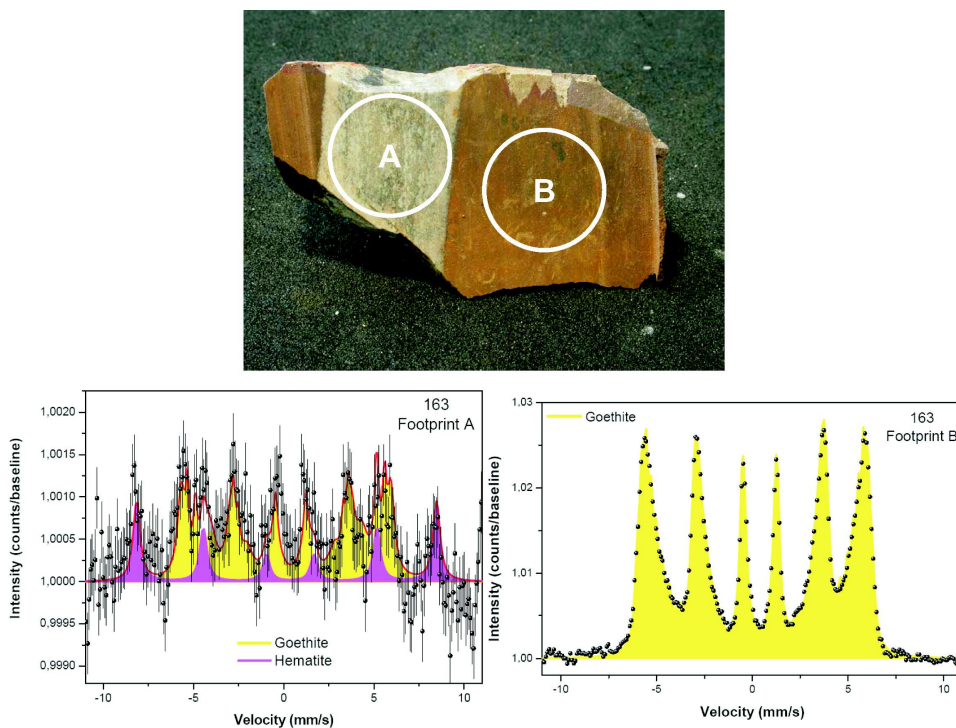 A
B
163
Footprint A
Intensity (counts/baseline)
1,0020
1,0015
1,0010
1,0005
1,0000
0,9995
0,9990
Goethite
Hematite
-10
-5
0
5
10
Velocity (mm/s)
Goethite
163
Footprint B
Intensity (counts/baseline)
1,03
1,02
1,01
1,00
-10
-5
0
5
10
Velocity (mm/s)